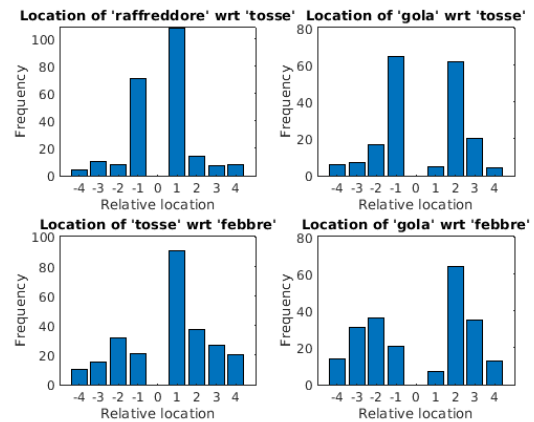 Location of 'raffreddore' wrt 'tosse'
100
80
60
40
20
0
Frequency
-4 -3 -2 -1 0 1 2 3 4
Relative location
Location of 'gola' wrt 'tosse'
80
60
40
20
0
Frequency
-4 -3 -2 -1 0 1 2 3 4
Relative location
Location of 'tosse' wrt 'febbre'
100
80
60
40
20
0
Frequency
-4 -3 -2 -1 0 1 2 3 4
Relative location
Location of 'gola' wrt 'febbre'
80
60
40
20
0
Frequency
-4 -3 -2 -1 0 1 2 3 4
Relative location